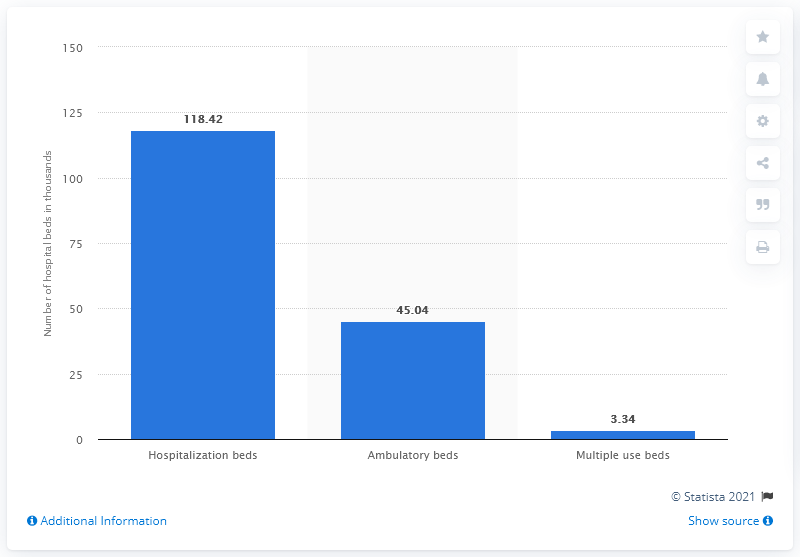 150
125
100
75
50
25
0
Number of hospital beds in thousands
118.42
45.04
3.34
Hospitalization beds
Ambulatory beds
Multiple use beds
© Statista 2021
Additional Information
Show source